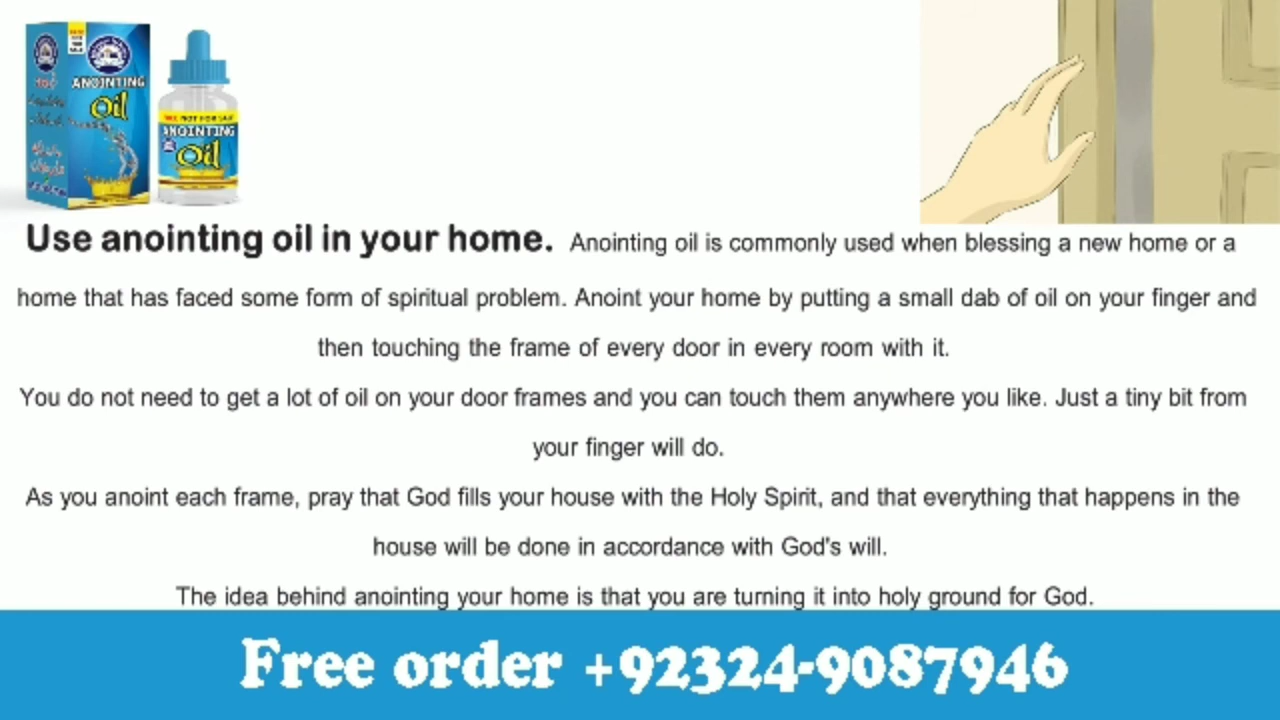 ANOINTING
Oil
NOT FOR SALE
ANOINTING
Oil
Use anointing oil in your home. Anointing oil is commonly used when blessing a new home or a
home that has faced some form of spiritual problem. Anoint your home by putting a small dab of oil on your finger and
then touching the frame of every door in every room with it.
You do not need to get a lot of oil on your door frames and you can touch them anywhere you like. Just a tiny bit from
your finger will do.
As you anoint each frame, pray that God fills your house with the Holy Spirit, and that everything that happens in the
house will be done in accordance with God's will.
The idea behind anointing your home is that you are turning it into holy ground for God.
Free order +92324-9087946